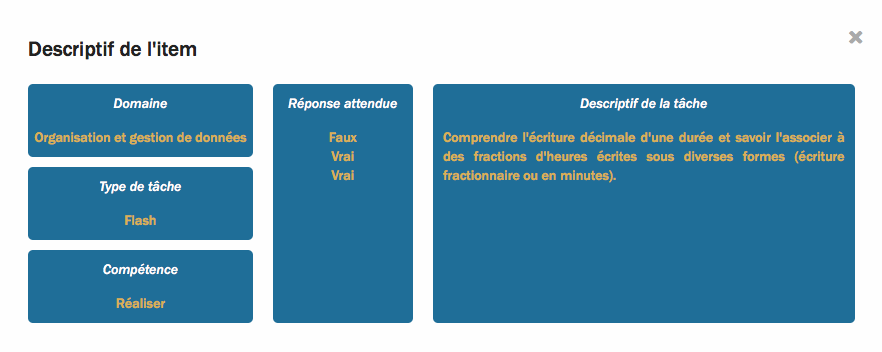 Descriptif de l'item
Domaine
Organisation et gestion de données
Type de tâche
Flash
Compétence
Réaliser
Réponse attendue
Faux
Vrai
Vrai
Descriptif de la tâche
Comprendre l'écriture décimale d'une durée et savoir l'associer à
des fractions d'heures écrites sous diverses formes (écriture
fractionnaire ou en minutes).